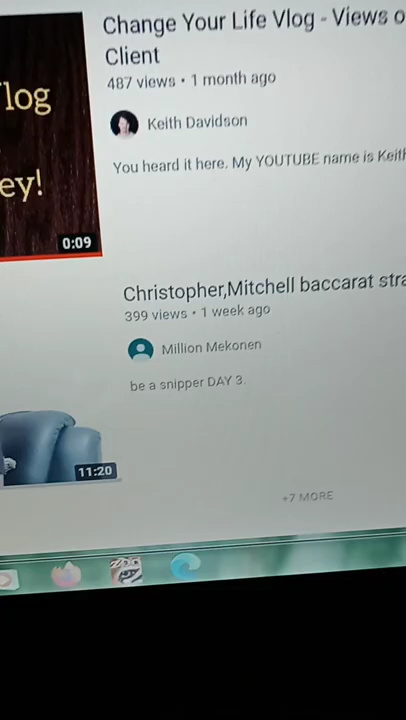 Change Your Life Vlog - Views o
Client
487 views • 1 month ago
Keith Davidson
You heard it here. My YOUTUBE name is Keith
log
ey!
0:09
Christopher,Mitchell baccarat stra
399 views • 1 week ago
Million Mekonen
be a snipper DAY 3.
11:20
+7 MORE